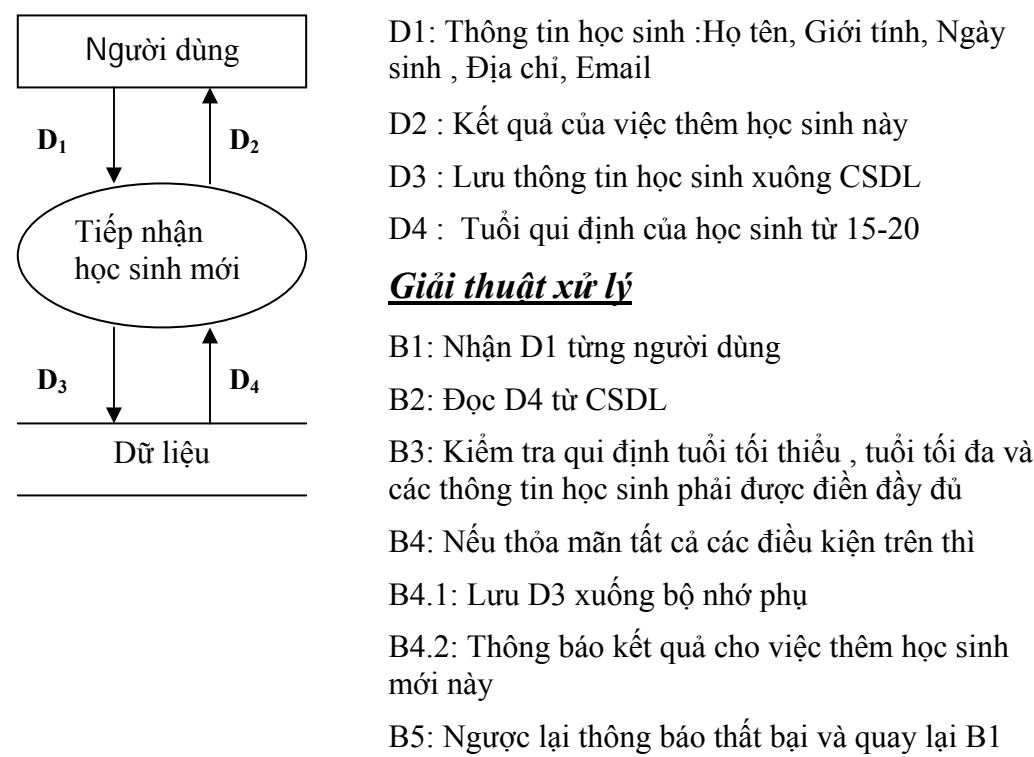 Người dùng
D1
D2
Tiếp nhận
học sinh mới
D3
D4
Dữ liệu
D1: Thông tin học sinh :Họ tên, Giới tính, Ngày
sinh , Địa chỉ, Email
D2 : Kết quả của việc thêm học sinh này
D3 : Lưu thông tin học sinh xuông CSDL
D4 : Tuổi qui định của học sinh từ 15-20
Giải thuật xử lý
B1: Nhận D1 từng người dùng
B2: Đọc D4 từ CSDL
B3: Kiểm tra qui định tuổi tối thiểu , tuổi tối đa và
các thông tin học sinh phải được điền đầy đủ
B4: Nếu thỏa mãn tất cả các điều kiện trên thì
B4.1: Lưu D3 xuống bộ nhớ phụ
B4.2: Thông báo kết quả cho việc thêm học sinh
mới này
B5: Ngược lại thông báo thất bại và quay lại B1